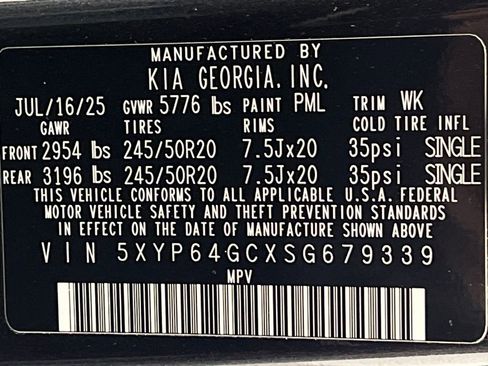 MANUFACTURED BY
KIA GEORGIA, INC.
JUL/16/25 GVWR 5776 lbs PAINT PML TRIM WK
GAWR TIRES RIMS COLD TIRE INFL
FRONT 2954 lbs 245/50R20 7.5Jx20 35psi SINGLE
REAR 3196 lbs 245/50R20 7.5Jx20 35psi SINGLE
THIS VEHICLE CONFORMS TO ALL APPLICABLE U.S.A. FEDERAL
MOTOR VEHICLE SAFETY AND THEFT PREVENTION STANDARDS
IN EFFECT ON THE DATE OF MANUFACTURE SHOWN ABOVE
VIN 5XYP64GCXSG679339
MPV